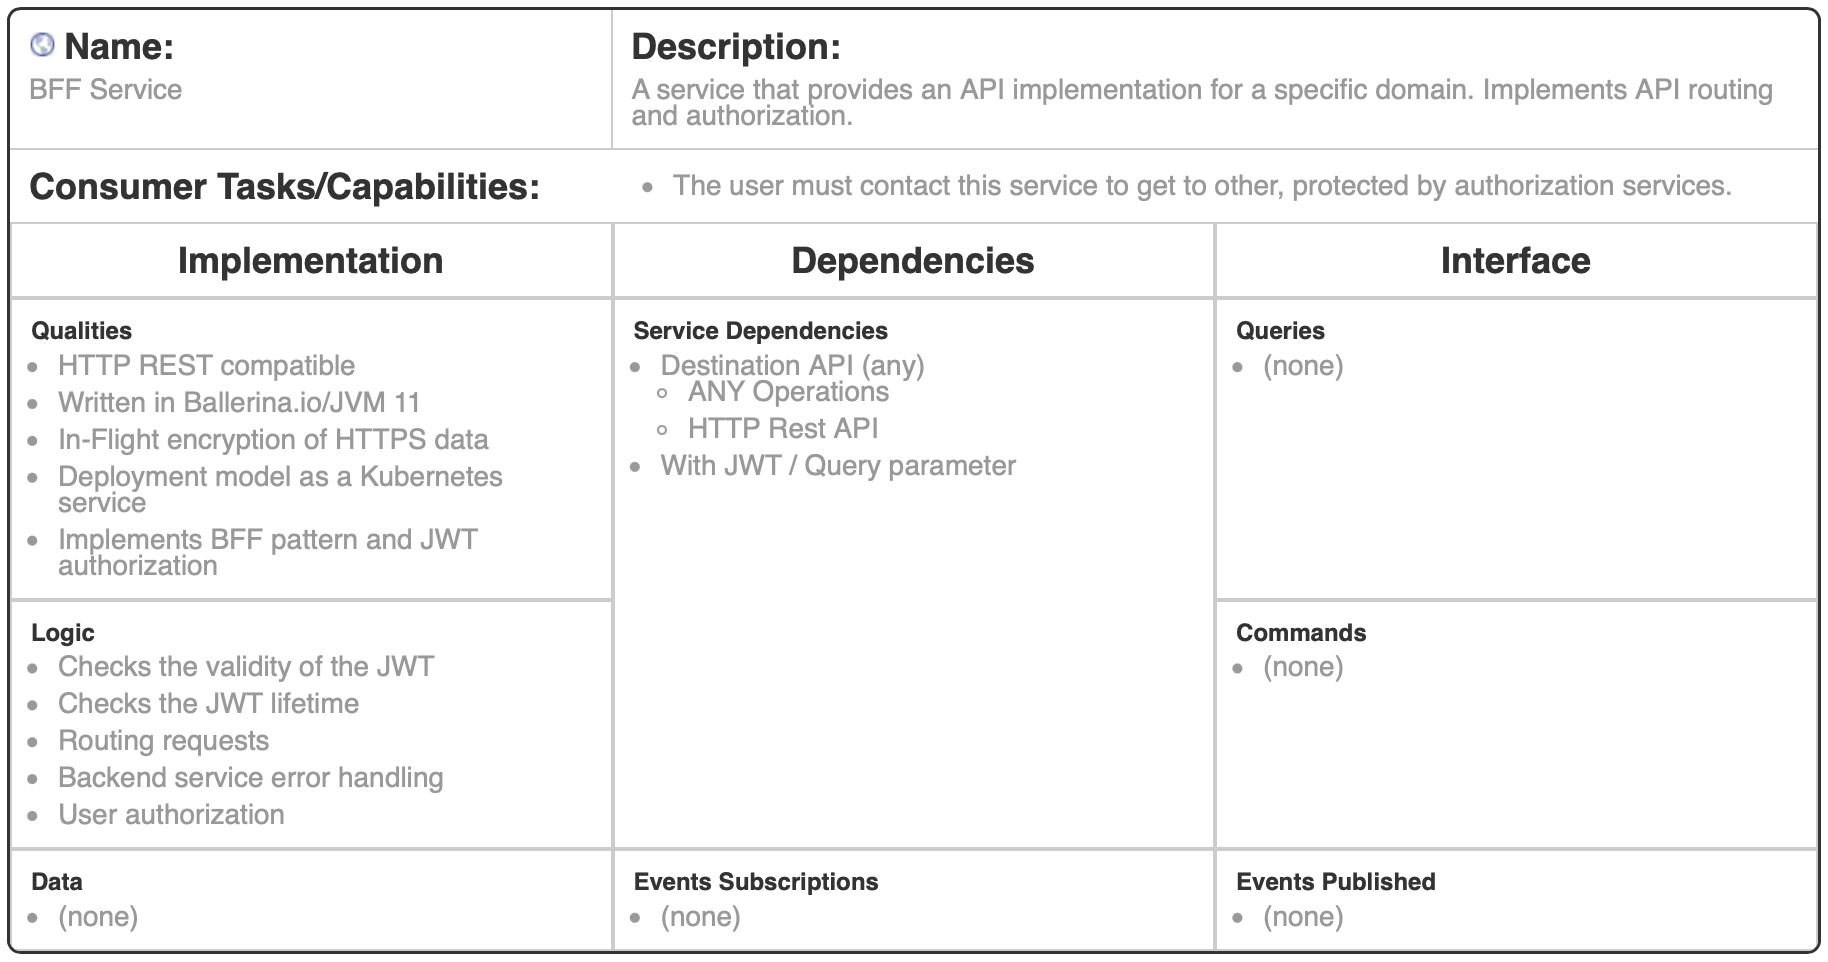 Name:
BFF Service
Description:
A service that provides an API implementation for a specific domain. Implements API routing
and authorization.
Consumer Tasks/Capabilities:
• The user must contact this service to get to other, protected by authorization services.
Implementation
Dependencies
Interface
Qualities
• HTTP REST compatible
• Written in Ballerina.io/JVM 11
• In-Flight encryption of HTTPS data
• Deployment model as a Kubernetes
service
• Implements BFF pattern and JWT
authorization
Service Dependencies
• Destination API (any)
◦ ANY Operations
◦ HTTP Rest API
• With JWT / Query parameter
Queries
• (none)
Logic
• Checks the validity of the JWT
• Checks the JWT lifetime
• Routing requests
• Backend service error handling
• User authorization
Commands
• (none)
Data
• (none)
Events Subscriptions
• (none)
Events Published
• (none)